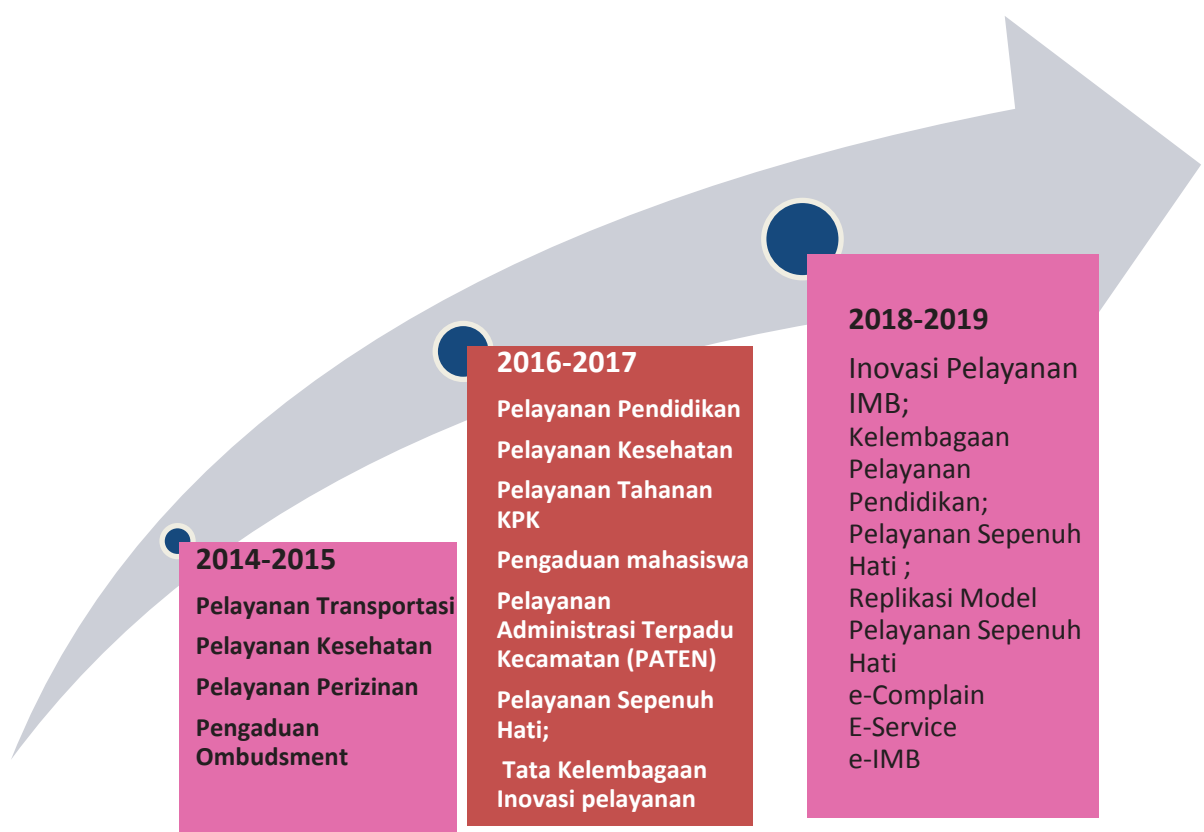 2014-2015
Pelayanan Transportasi
Pelayanan Kesehatan
Pelayanan Perizinan
Pengaduan
Ombudsment
2016-2017
Pelayanan Pendidikan
Pelayanan Kesehatan
Pelayanan Tahanan
KPK
Pengaduan mahasiswa
Pelayanan
Administrasi Terpadu
Kecamatan (PATEN)
Pelayanan Sepenuh
Hati;
Tata Kelembagaan
Inovasi pelayanan
2018-2019
Inovasi Pelayanan
IMB;
Kelembagaan
Pelayanan
Pendidikan;
Pelayanan Sepenuh
Hati ;
Replikasi Model
Pelayanan Sepenuh
Hati
e-Complain
E-Service
e-IMB